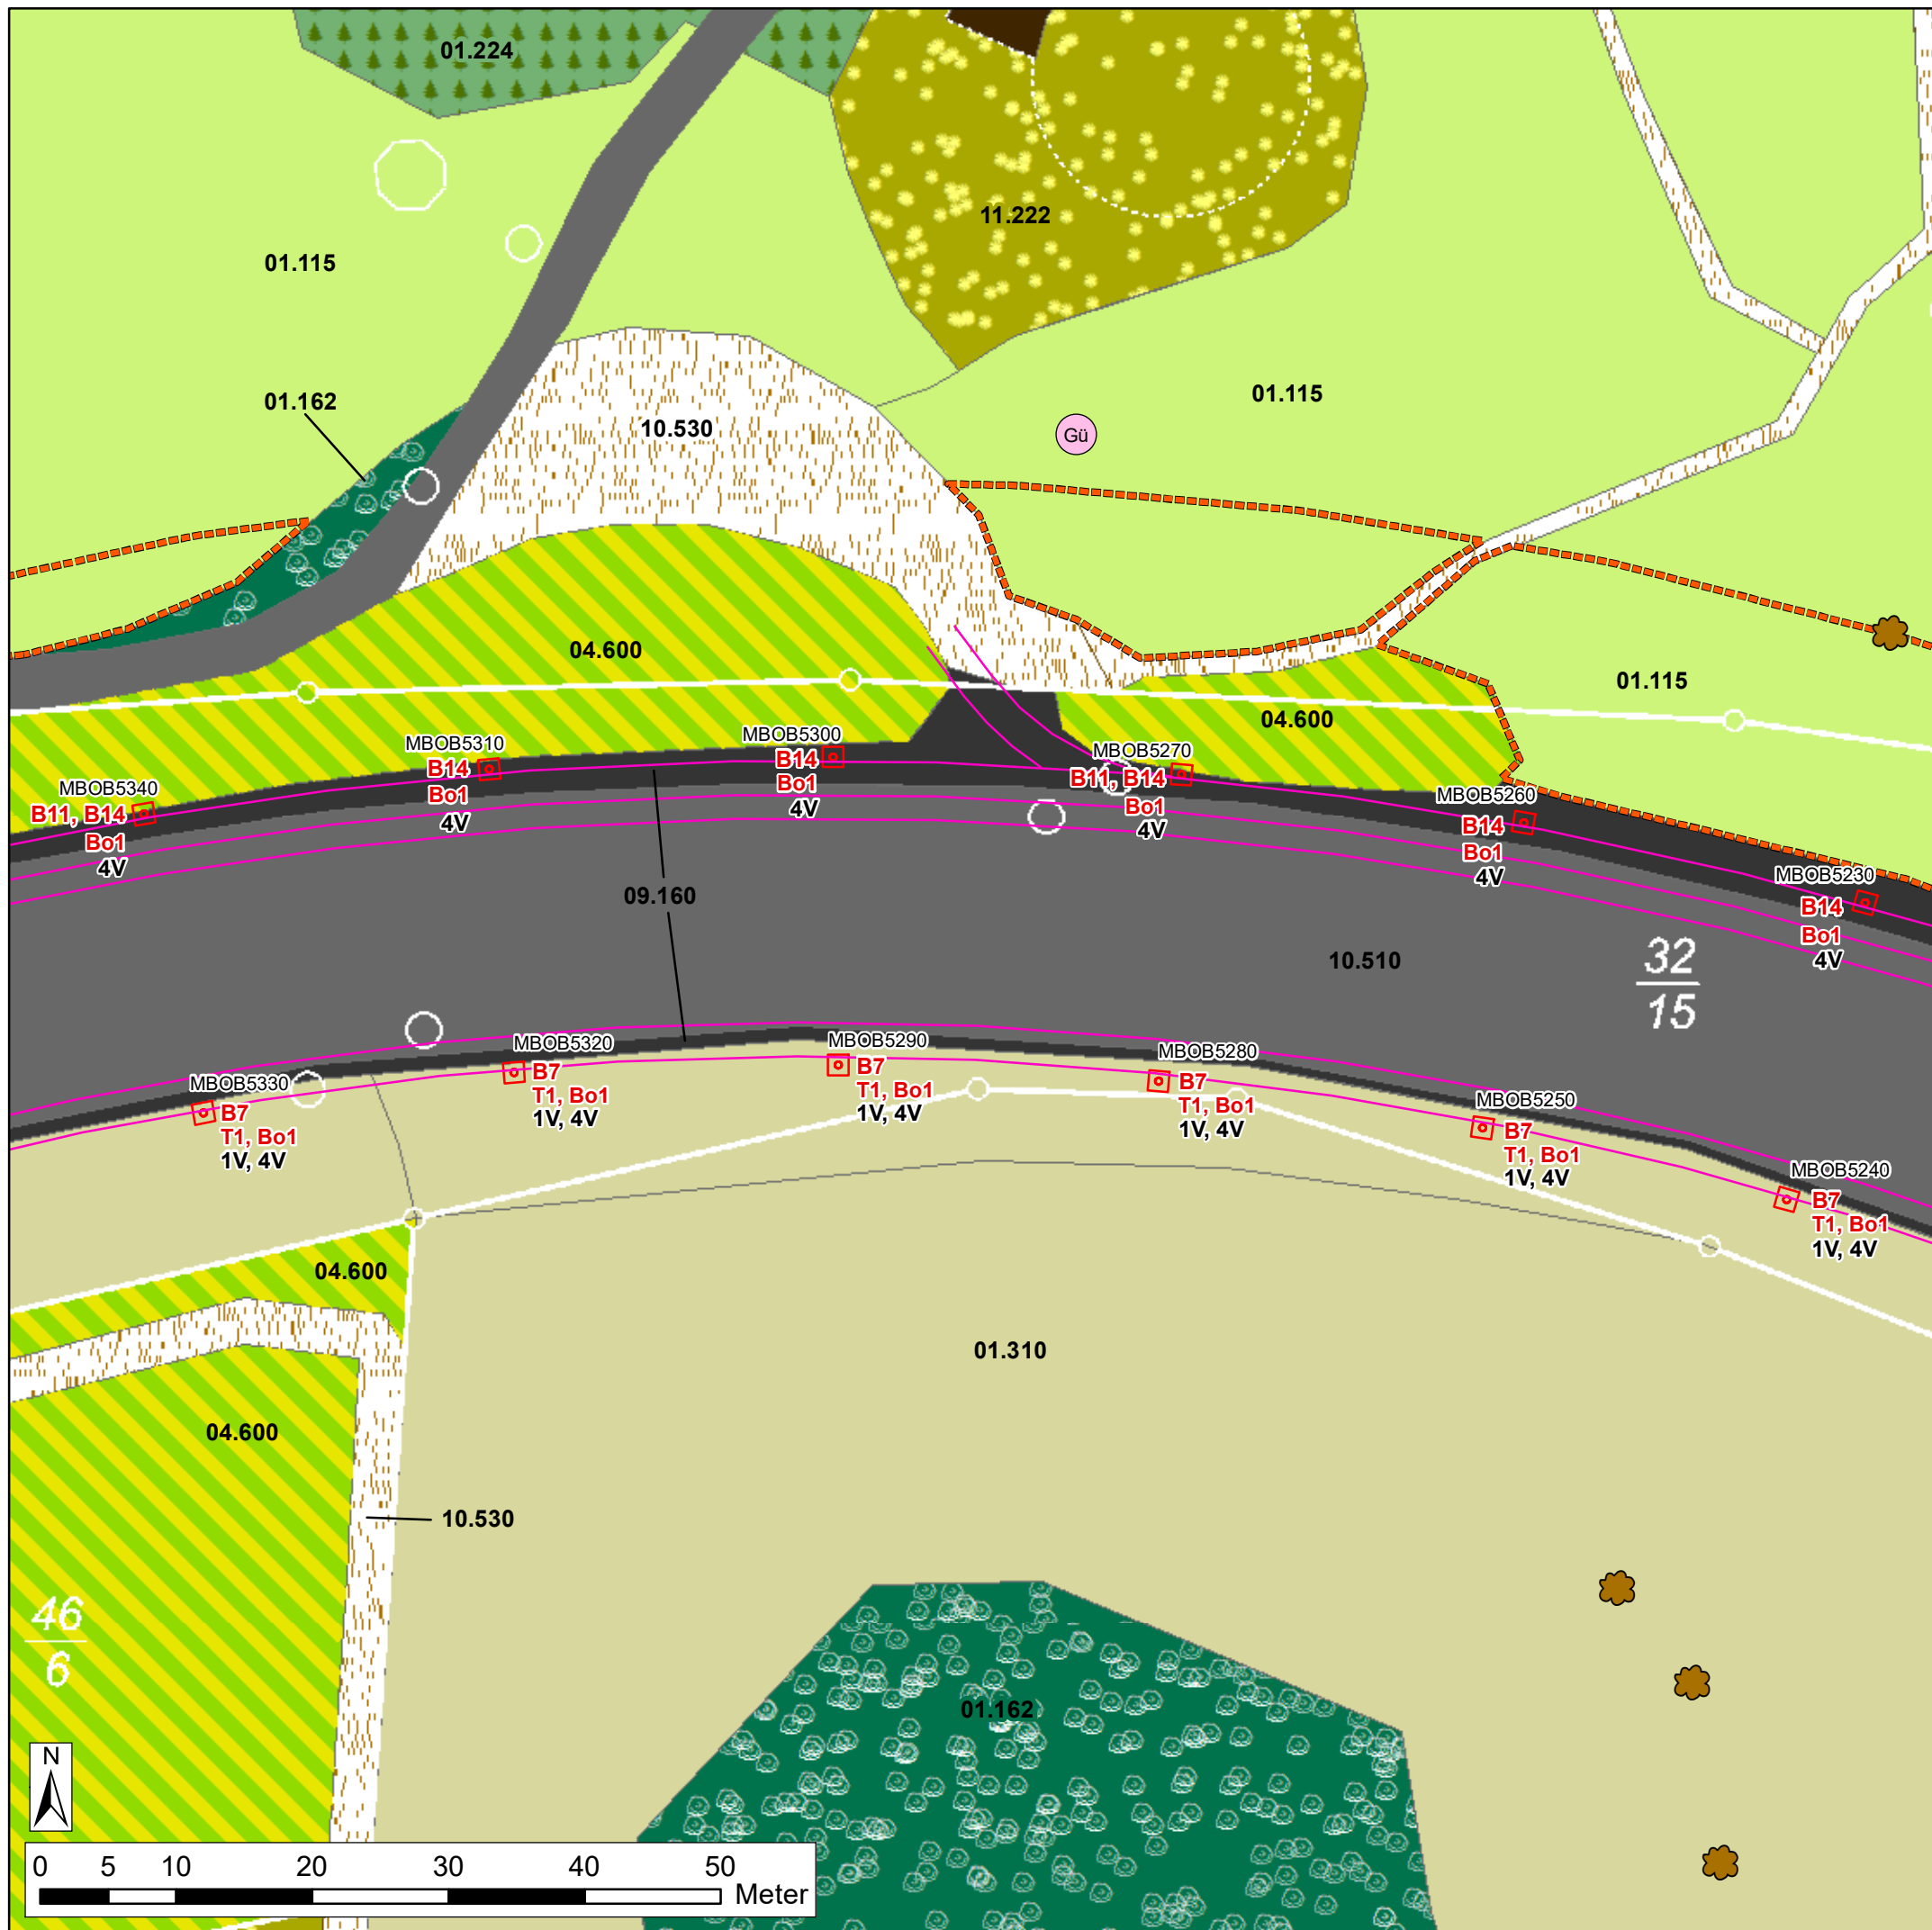 01.224
11.222
01.115
01.115
01.162
10.530
Gü
04.600
01.115
04.600
MBOB5340
B11, B14
Bo1
4V
MBOB5310
B14
Bo1
4V
MBOB5300
B14
Bo1
4V
MBOB5270
B11, B14
Bo1
4V
MBOB5260
B14
Bo1
4V
MBOB5230
B14
Bo1
4V
09.160
10.510
32
15
MBOB5330
B7
T1, Bo1
1V, 4V
MBOB5320
B7
T1, Bo1
1V, 4V
MBOB5290
B7
T1, Bo1
1V, 4V
MBOB5280
B7
T1, Bo1
1V, 4V
MBOB5250
B7
T1, Bo1
1V, 4V
MBOB5240
B7
T1, Bo1
1V, 4V
04.600
01.310
04.600
10.530
46
6
01.162
N
0 5 10 20 30 40 50
Meter